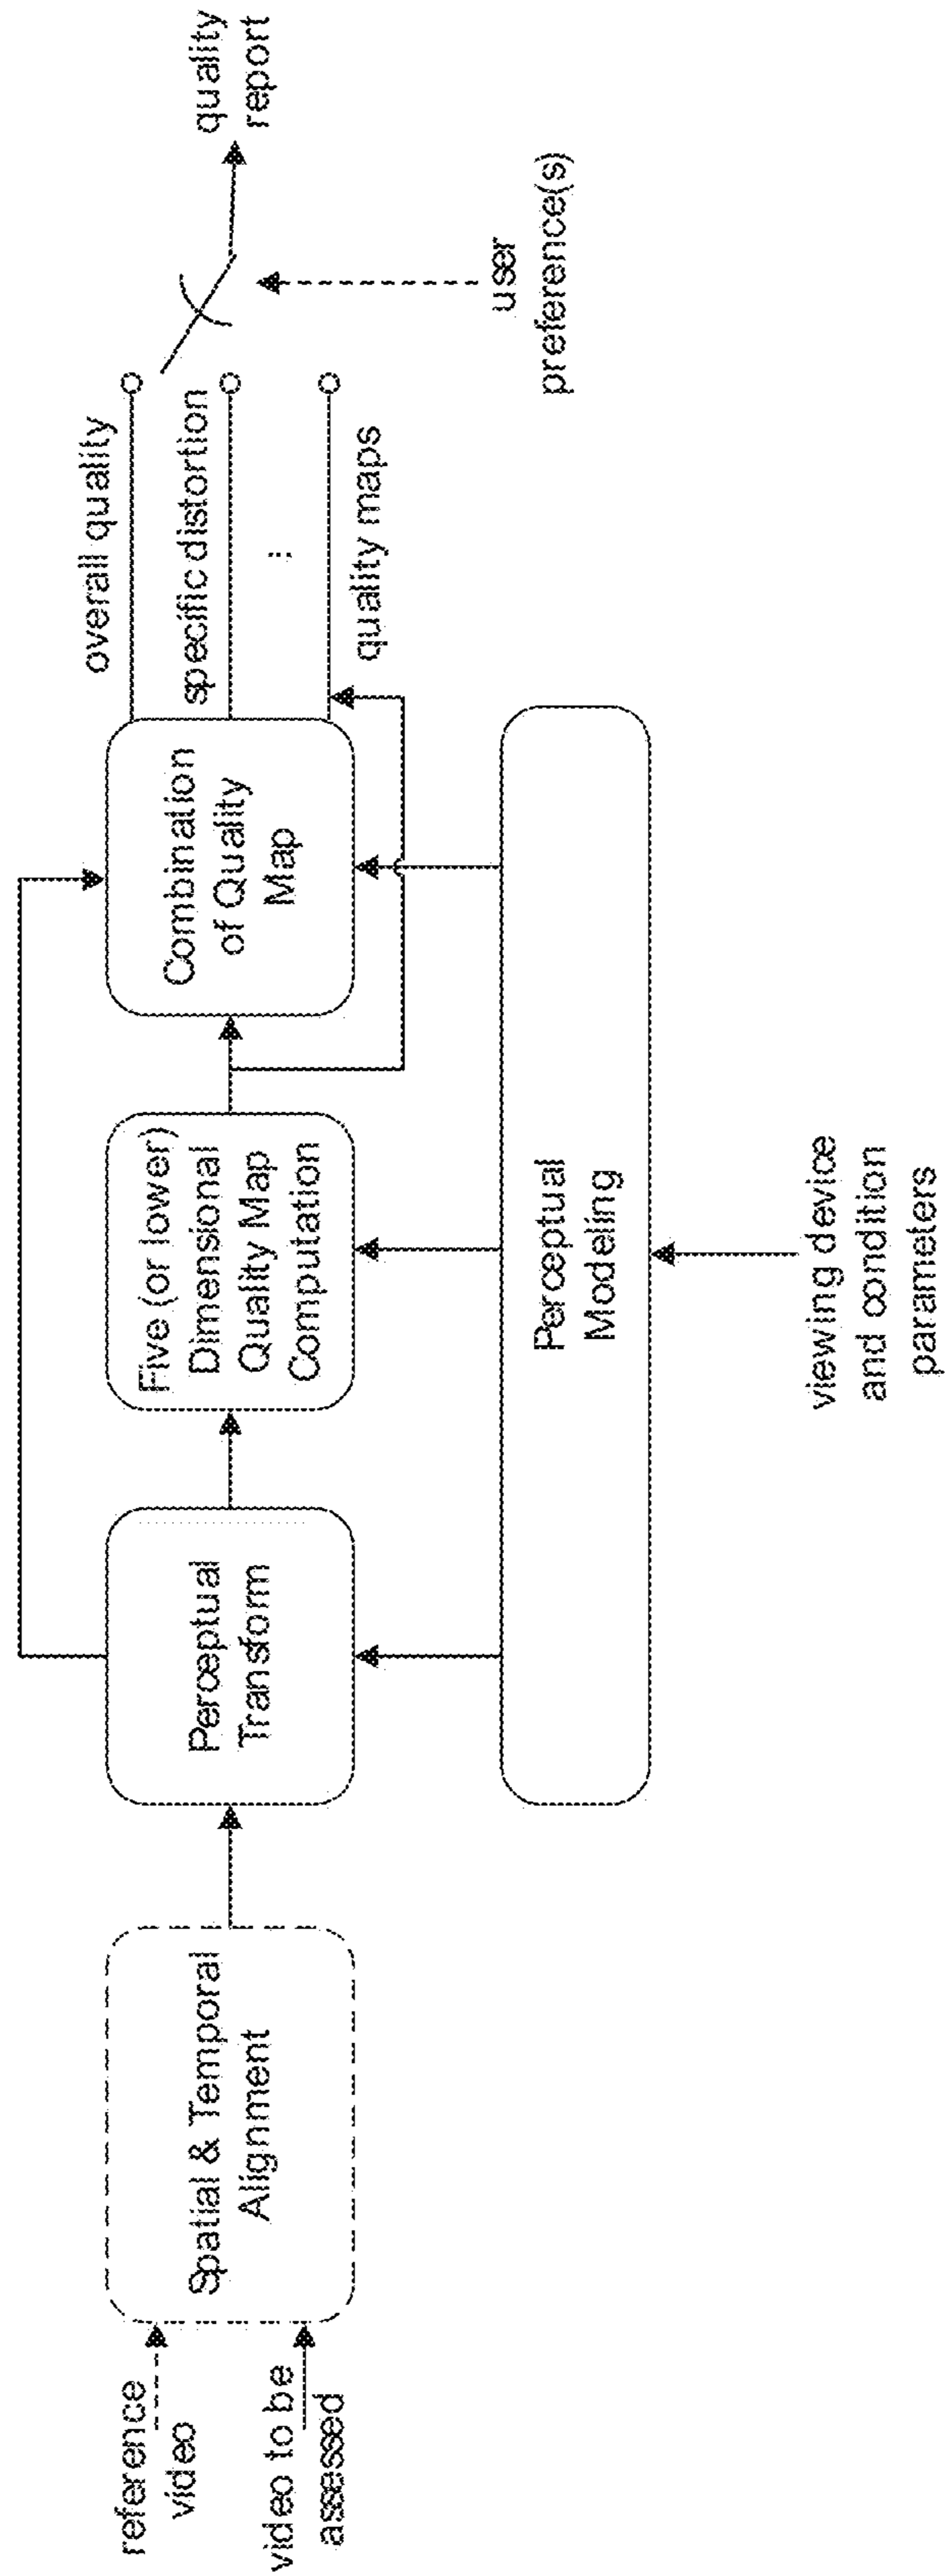 reference
video
video to be
assessed
Spatial & Temporal
Alignment
Perceptual
Transform
Five (or lower)
Dimensional
Quality Map
Computation
Combination
of Quality
Map
overall quality
specific distortion
⋮
quality maps
quality
report
user
preference(s)
Perceptual
Modeling
viewing device
and condition
parameters